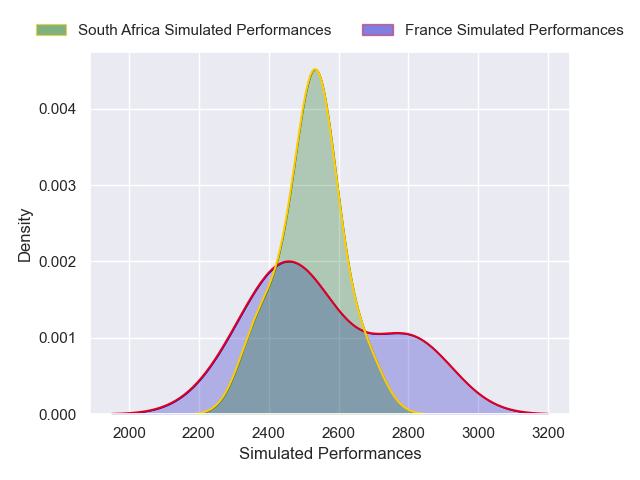 South Africa Simulated Performances
France Simulated Performances
0.004
0.003
0.002
0.001
0.000
Density
2000 2200 2400 2600 2800 3000 3200
Simulated Performances